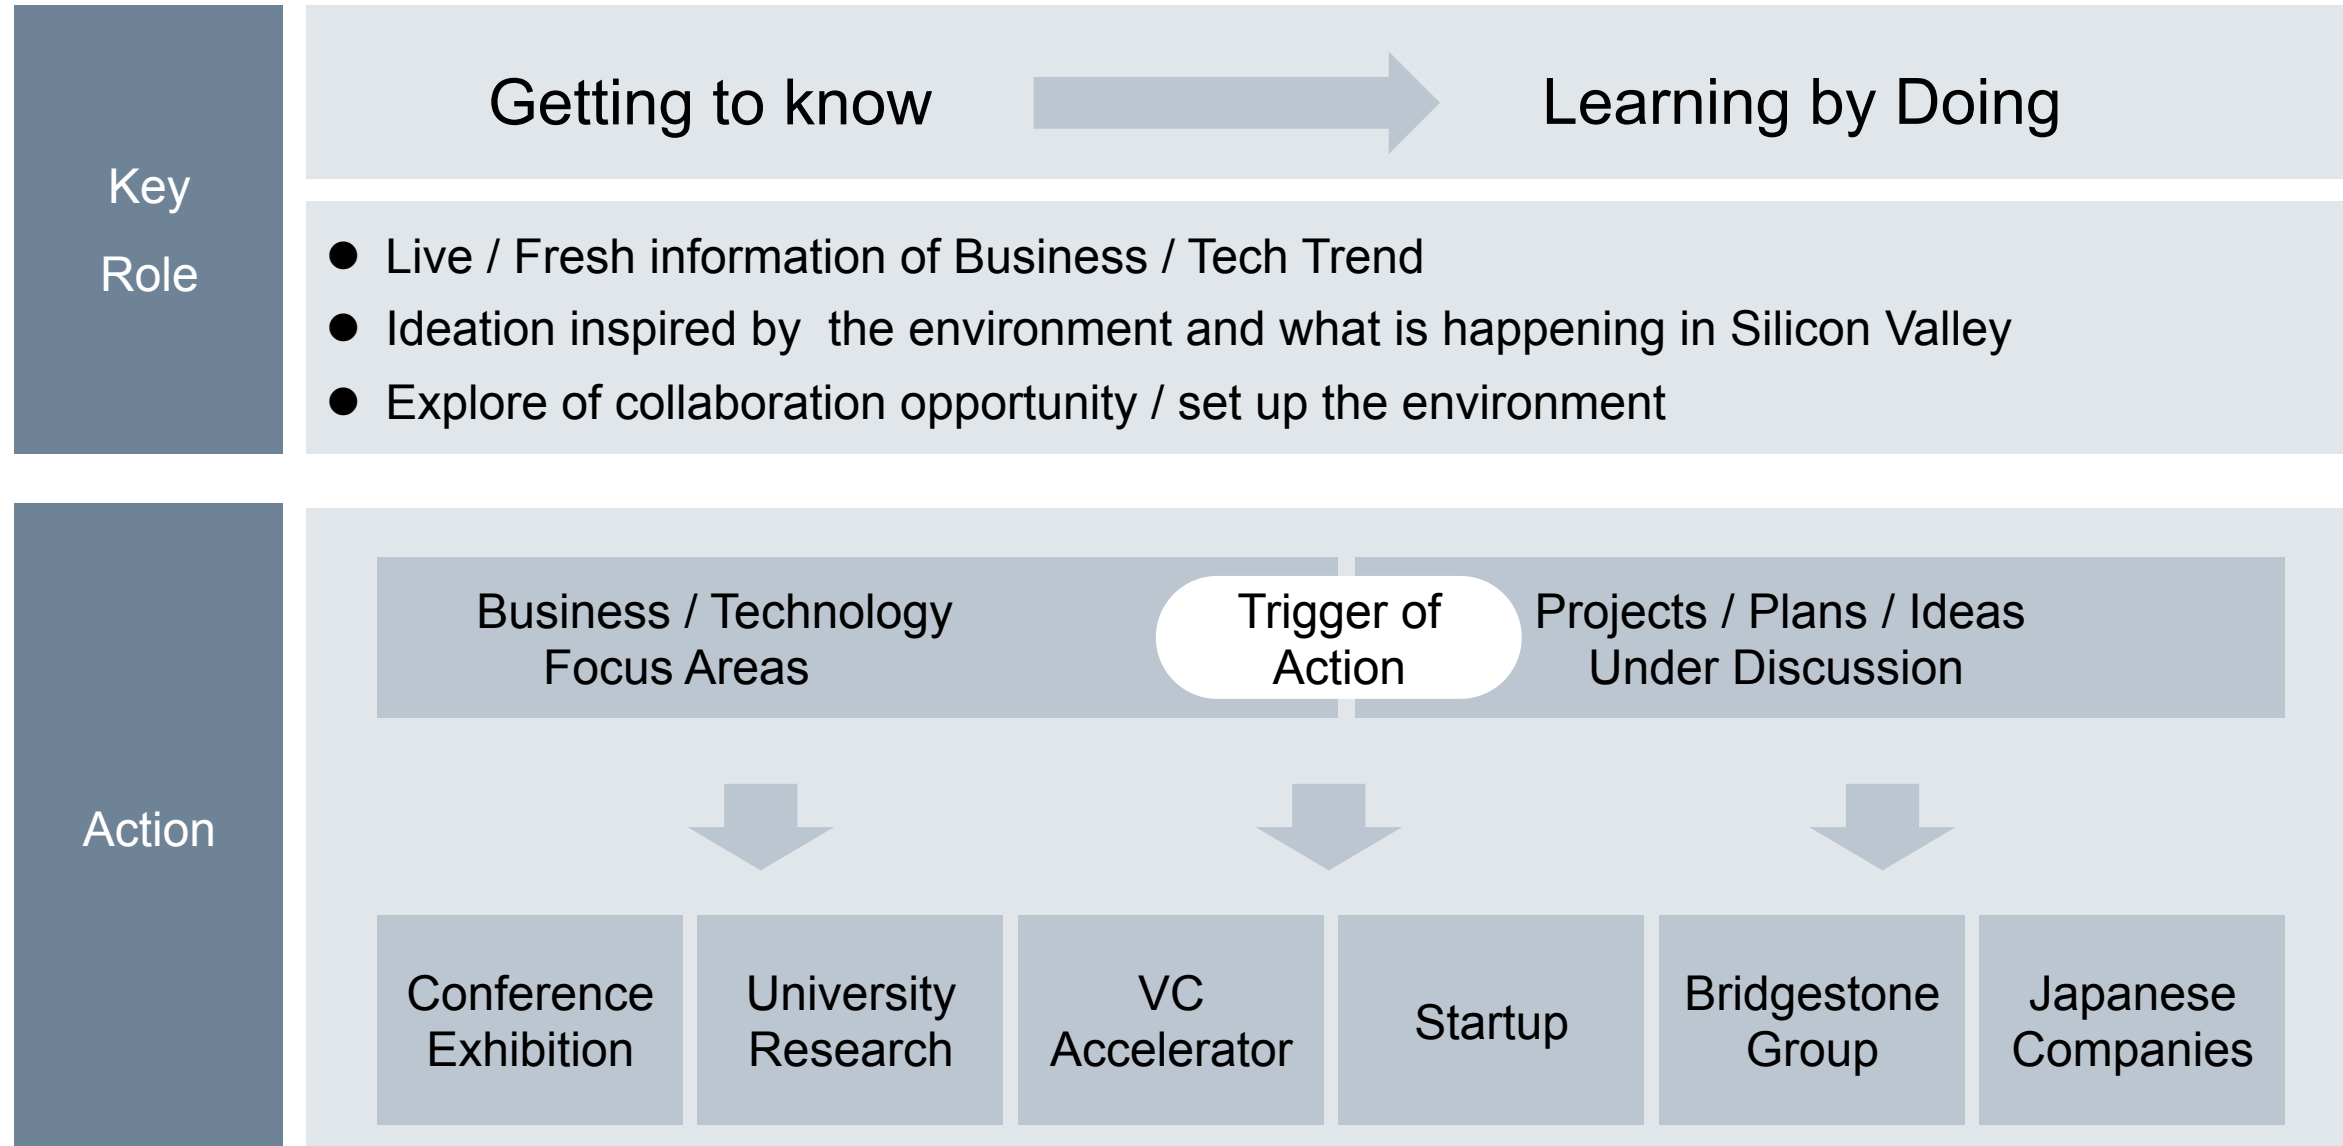 Key
Role
Getting to know
Learning by Doing
● Live / Fresh information of Business / Tech Trend
● Ideation inspired by  the environment and what is happening in Silicon Valley
● Explore of collaboration opportunity / set up the environment
Action
Business / Technology
Focus Areas
Trigger of
Action
Projects / Plans / Ideas
Under Discussion
Conference
Exhibition
University
Research
VC
Accelerator
Startup
Bridgestone
Group
Japanese
Companies